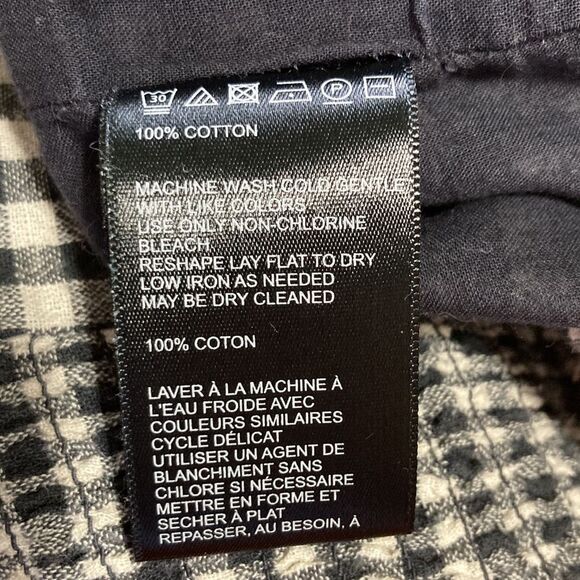 30 P
100% COTTON
MACHINE WASH COLD GENTLE
WITH LIKE COLORS
USE ONLY NON-CHLORINE
BLEACH
RESHAPE LAY FLAT TO DRY
LOW IRON AS NEEDED
MAY BE DRY CLEANED
100% COTON
LAVER À LA MACHINE À
L'EAU FROIDE AVEC
COULEURS SIMILAIRES
CYCLE DÉLICAT
UTILISER UN AGENT DE
BLANCHIMENT SANS
CHLORE SI NÉCESSAIRE
METTRE EN FORME ET
SECHER À PLAT
REPASSER, AU BESOIN, À